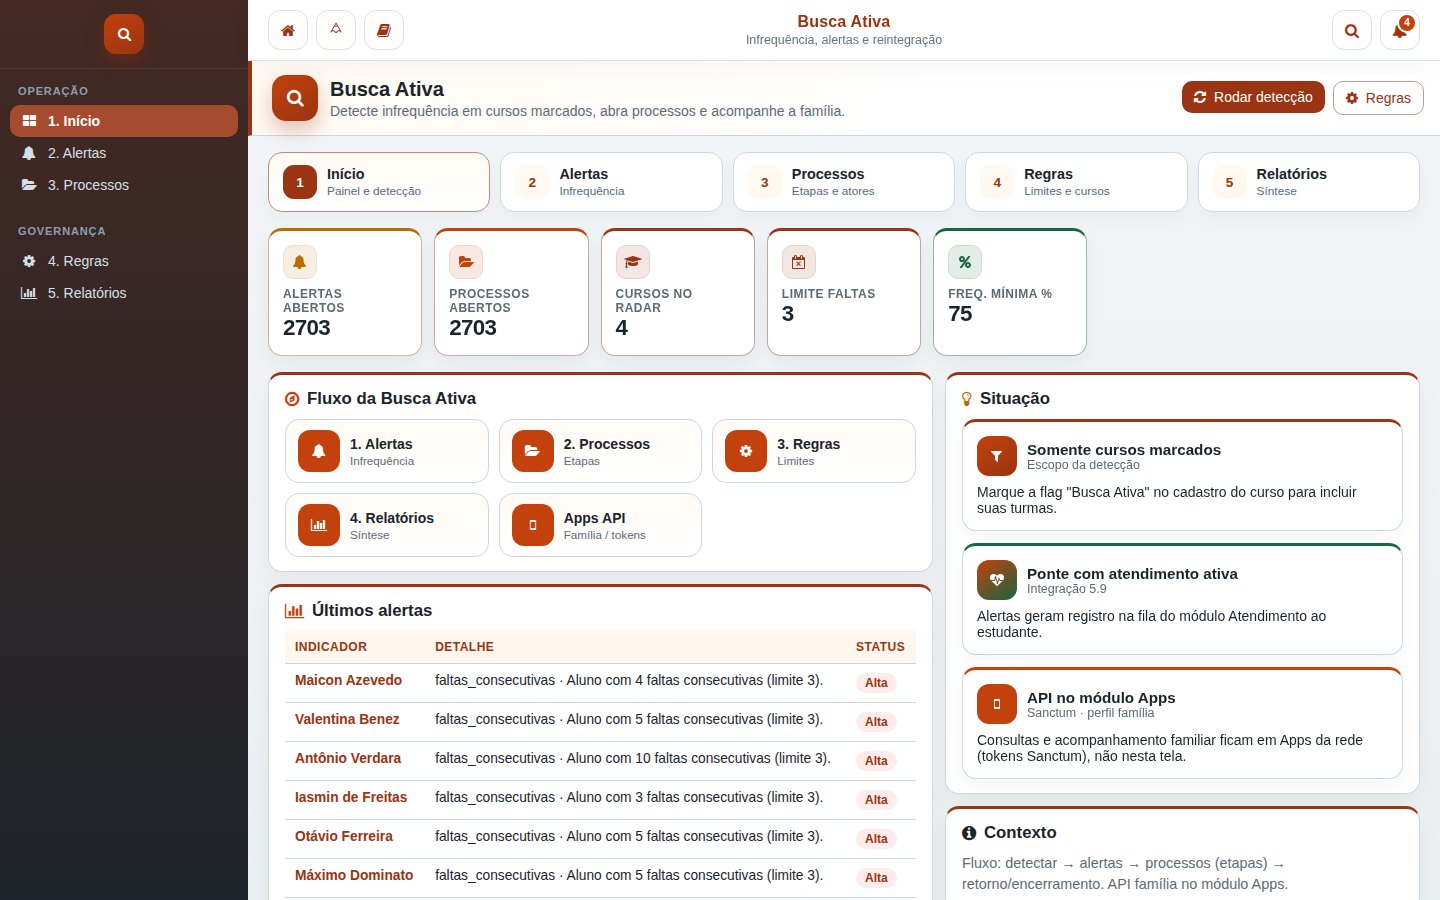 Busca Ativa
Infrequência, alertas e reintegração
4
OPERAÇÃO
1. Início
2. Alertas
3. Processos
GOVERNANÇA
4. Regras
5. Relatórios
Busca Ativa
Detecte infrequência em cursos marcados, abra processos e acompanhe a família.
Rodar detecção
Regras
1
Início
Painel e detecção
2
Alertas
Infrequência
3
Processos
Etapas e atores
4
Regras
Limites e cursos
5
Relatórios
Síntese
ALERTAS
ABERTOS
2703
PROCESSOS
ABERTOS
2703
CURSOS NO
RADAR
4
LIMITE FALTAS
3
FREQ. MÍNIMA %
75
Fluxo da Busca Ativa
1. Alertas
Infrequência
2. Processos
Etapas
3. Regras
Limites
4. Relatórios
Síntese
Apps API
Família / tokens
Últimos alertas
INDICADOR DETALHE STATUS
Maicon Azevedo faltas_consecutivas · Aluno com 4 faltas consecutivas (limite 3). Alta
Valentina Benez faltas_consecutivas · Aluno com 5 faltas consecutivas (limite 3). Alta
Antônio Verdara faltas_consecutivas · Aluno com 10 faltas consecutivas (limite 3). Alta
Iasmin de Freitas faltas_consecutivas · Aluno com 3 faltas consecutivas (limite 3). Alta
Otávio Ferreira faltas_consecutivas · Aluno com 5 faltas consecutivas (limite 3). Alta
Máximo Dominato faltas_consecutivas · Aluno com 5 faltas consecutivas (limite 3). Alta
Situação
Somente cursos marcados
Escopo da detecção
Marque a flag "Busca Ativa" no cadastro do curso para incluir
suas turmas.
Ponte com atendimento ativa
Integração 5.9
Alertas geram registro na fila do módulo Atendimento ao
estudante.
API no módulo Apps
Sanctum · perfil família
Consultas e acompanhamento familiar ficam em Apps da rede
(tokens Sanctum), não nesta tela.
Contexto
Fluxo: detectar → alertas → processos (etapas) →
retorno/encerramento. API família no módulo Apps.